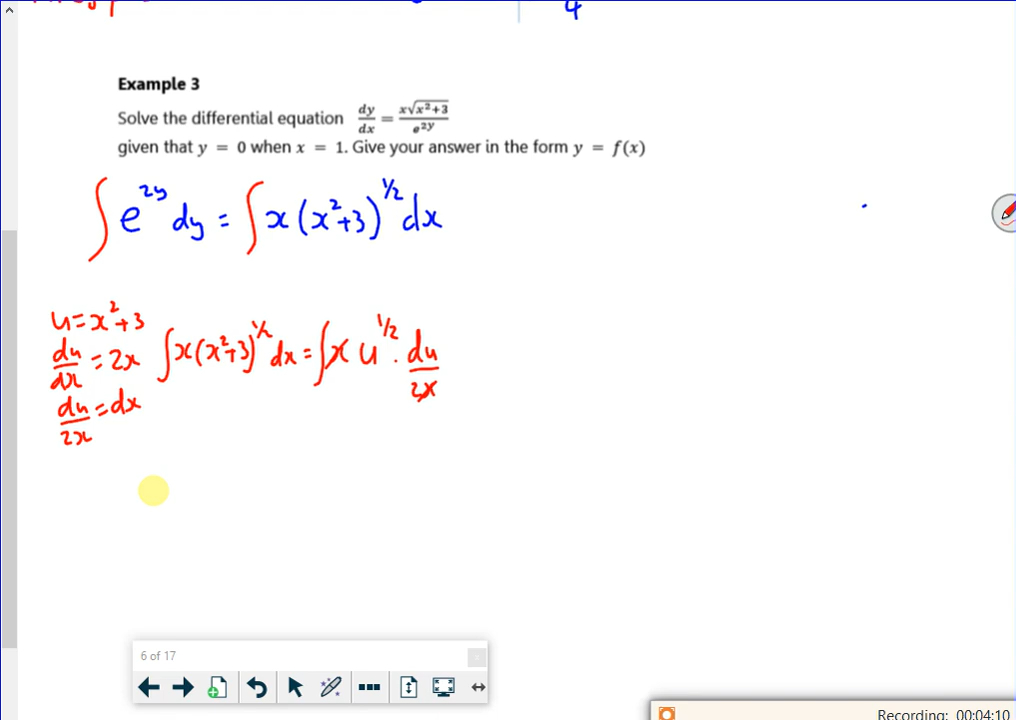 4
Example 3
Solve the differential equation dy/dx = x√x²+3/e^2y
given that y = 0 when x = 1. Give your answer in the form y = f(x)
∫ e^2y dy = ∫ x(x²+3)^1/2 dx
u = x²+3
du/dx = 2x ∫ x(x²+3)^1/2 dx = ∫ x u^1/2 . du/2x
du/2x = dx
6 of 17
Recording: 00:04:10